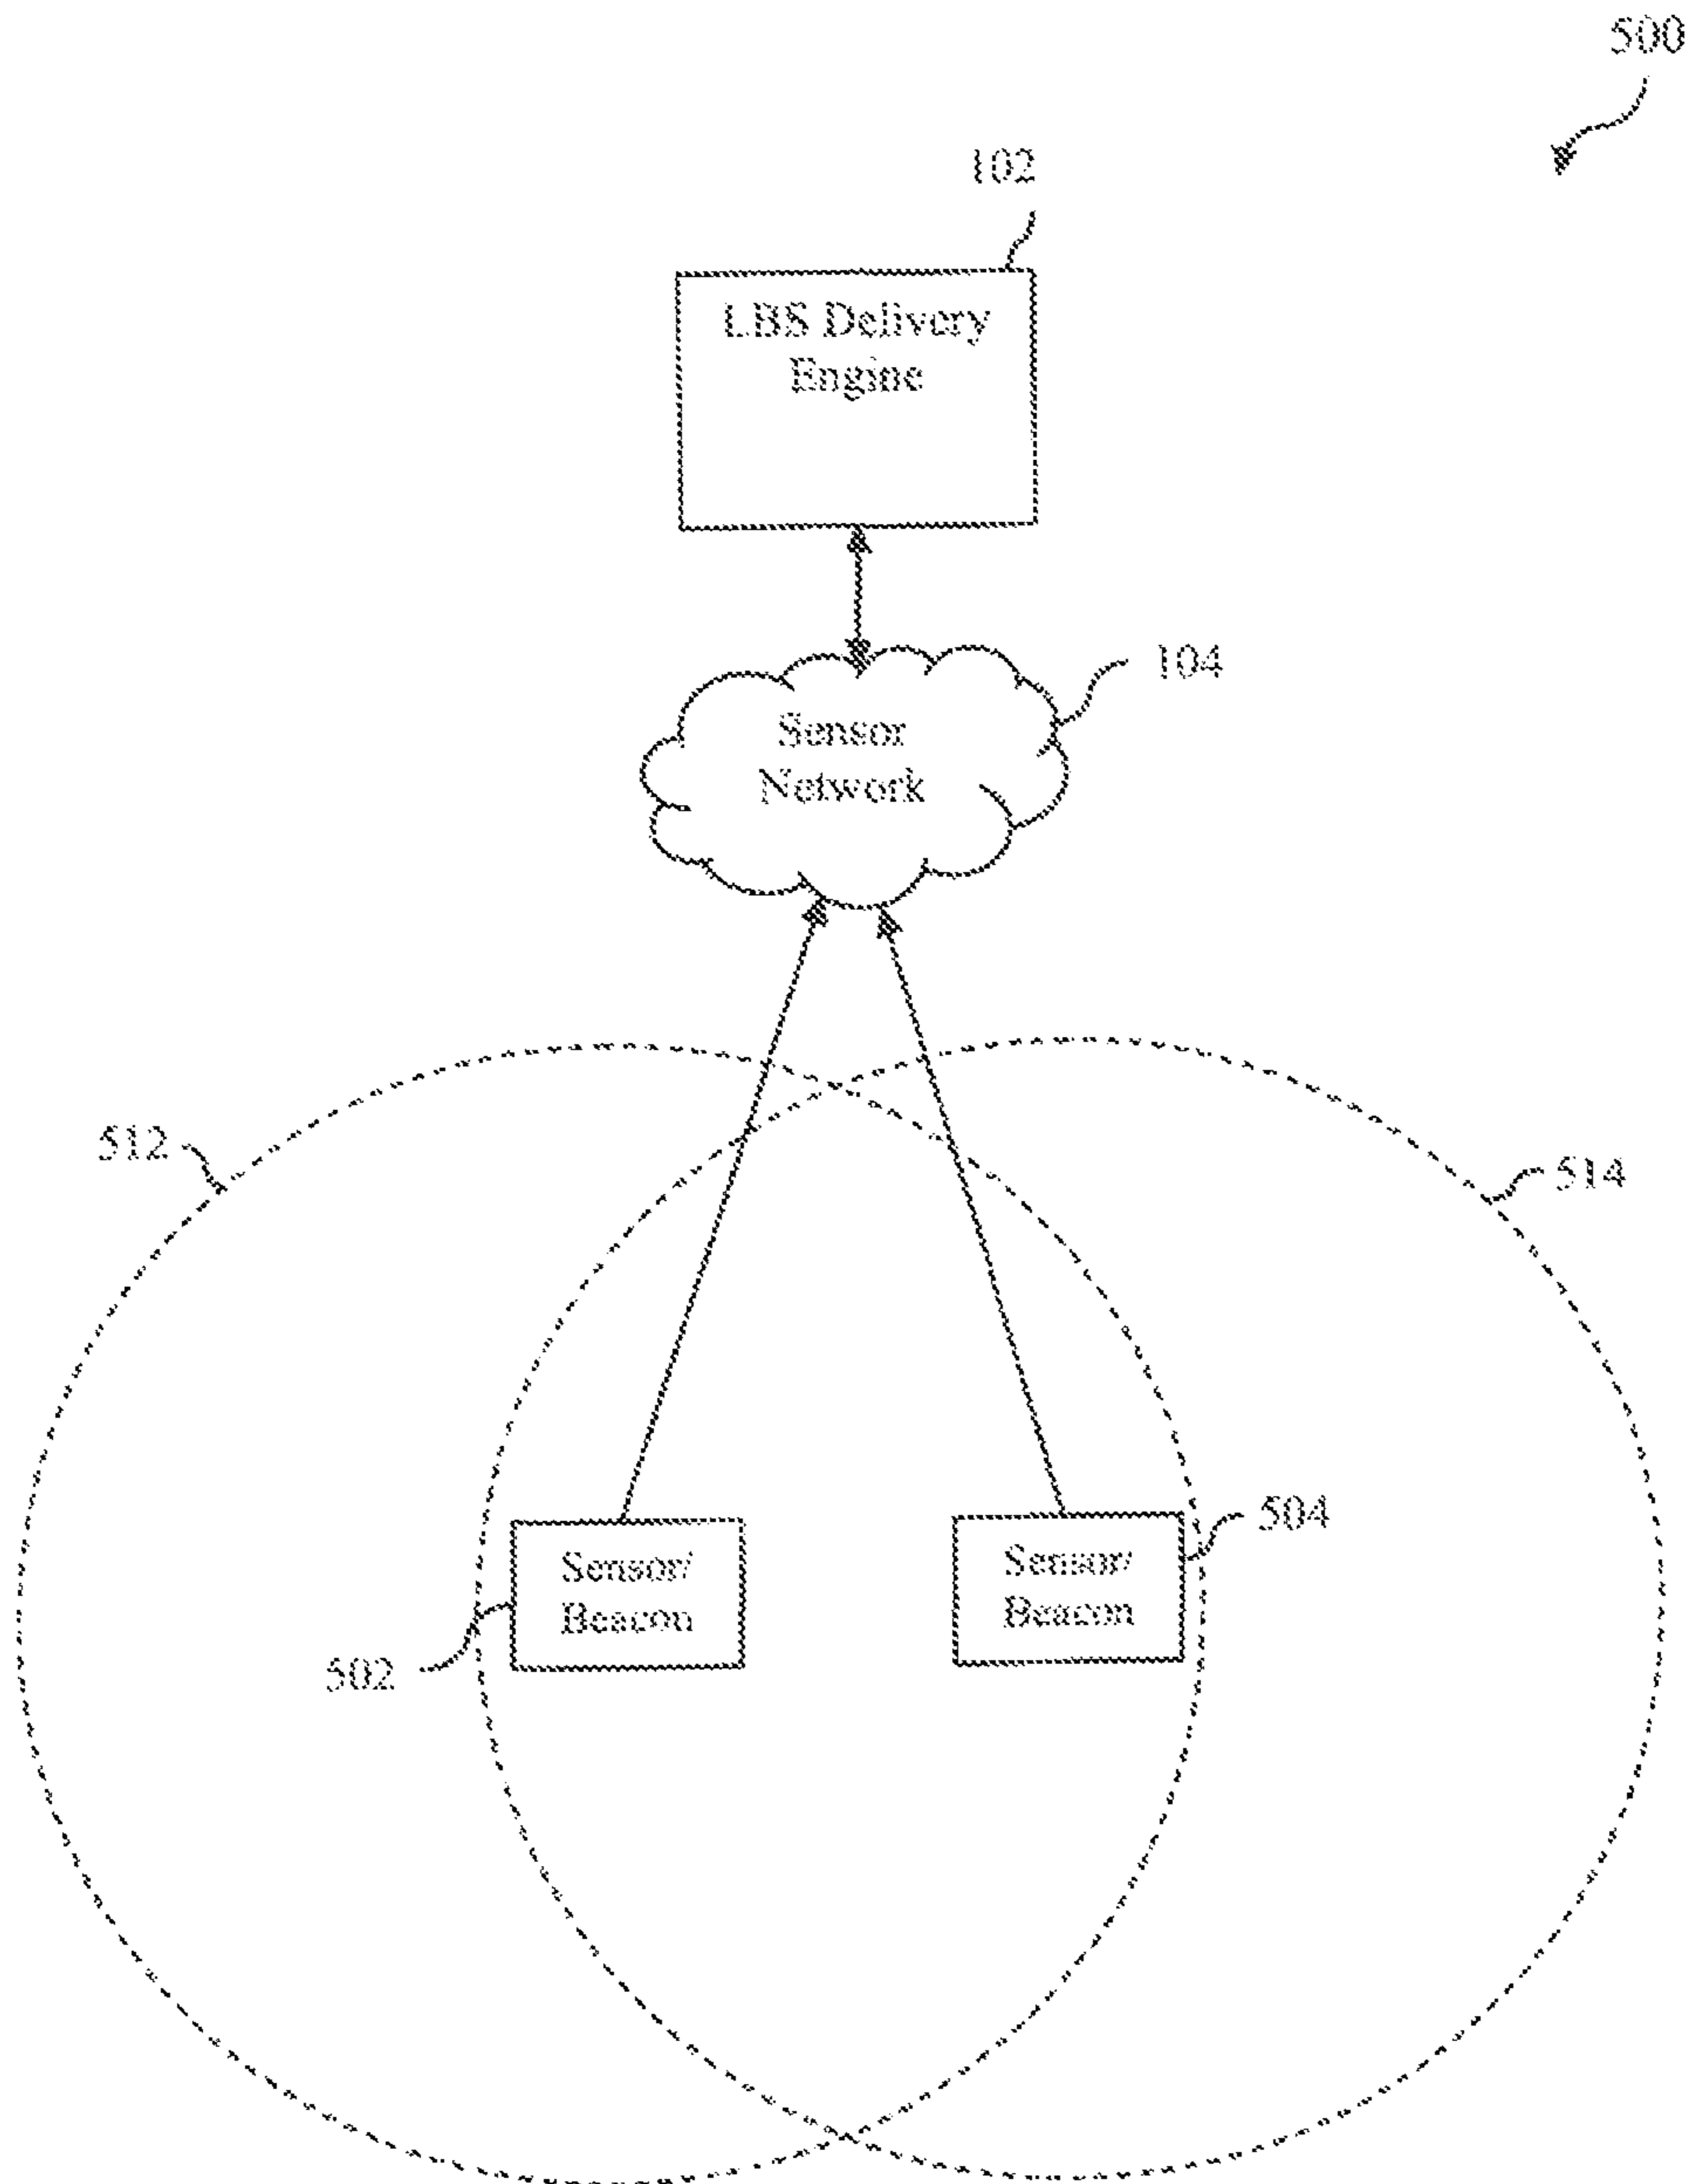 500
102
LBS Delivery
Engine
104
Sensor
Network
512
514
504
Sensor/
Beacon
Sensor/
Beacon
502